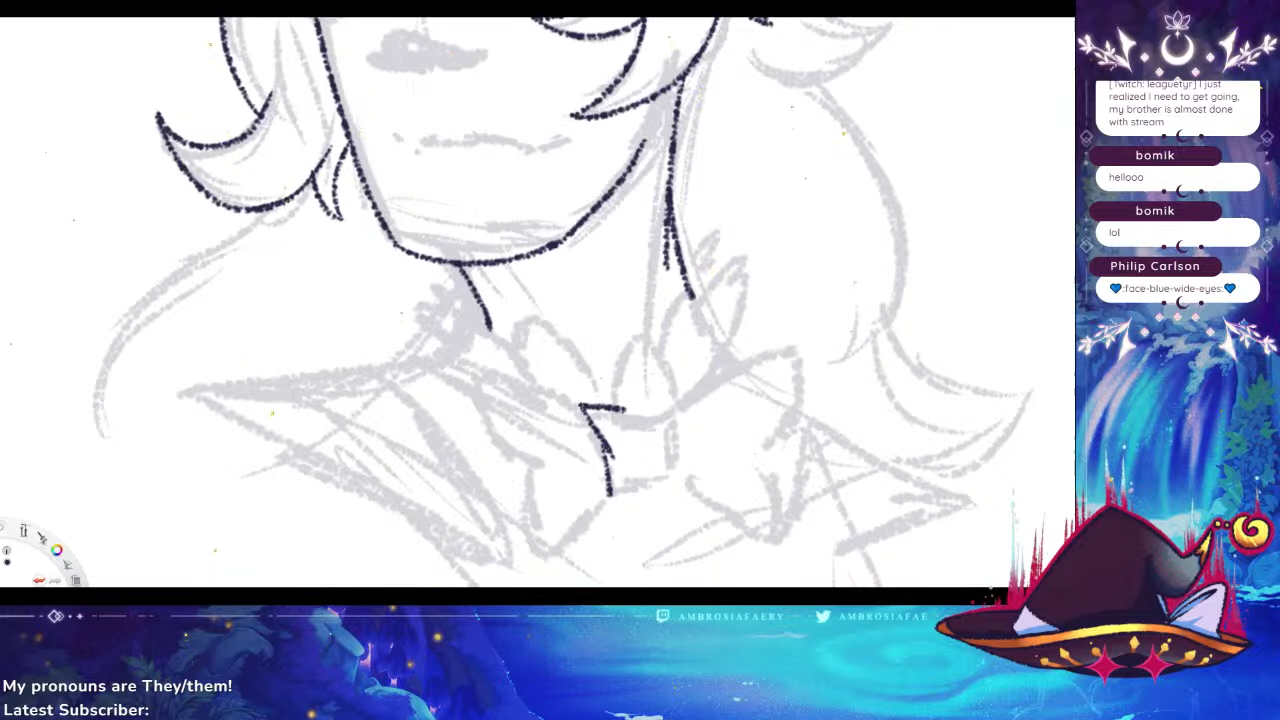 [Twitch: leaguetyr] I just
realized I need to get going,
my brother is almost done
with stream
bomik
hellooo
bomik
lol
Philip Carlson
💙:face-blue-wide-eyes:💙
AMBROSIAFAERY
AMBROSIAFAE
My pronouns are They/them!
Latest Subscriber: